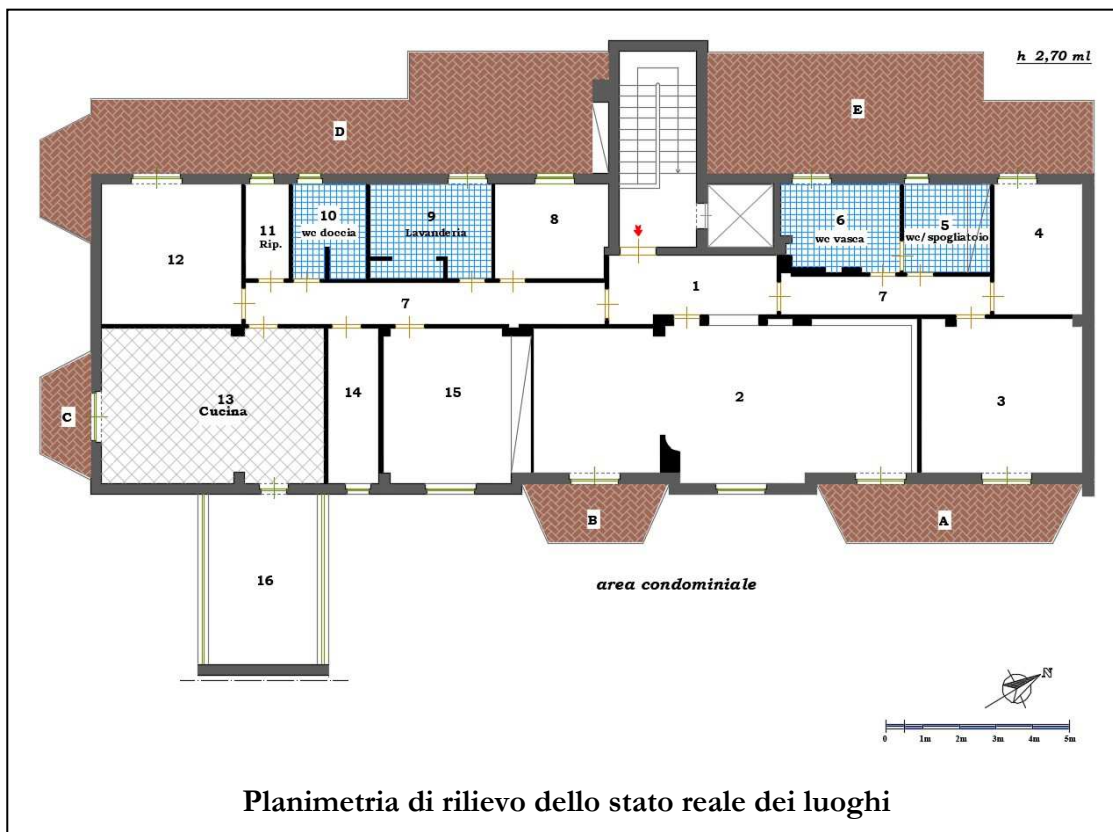 h 2,70 ml
D
E
12
11
Rip.
10
wc doccia
9
Lavanderia
8
6
wc vasca
5
wc/spogliatoio
4
7
1
7
C
13
Cucina
14
15
2
3
B
A
16
area condominiale
N
0 1m 2m 3m 4m 5m
Planimetria di rilievo dello stato reale dei luoghi